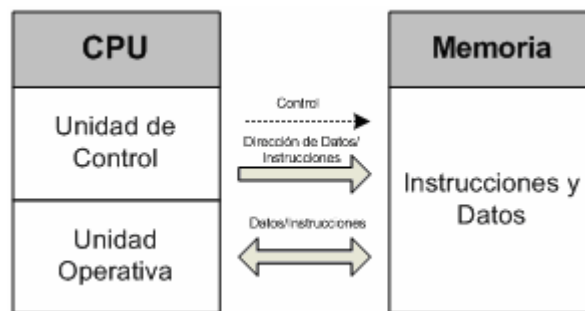 CPU
Unidad de
Control
Unidad
Operativa
Control
Dirección de Datos/
Instrucciones
Datos/Instrucciones
Memoria
Instrucciones y
Datos